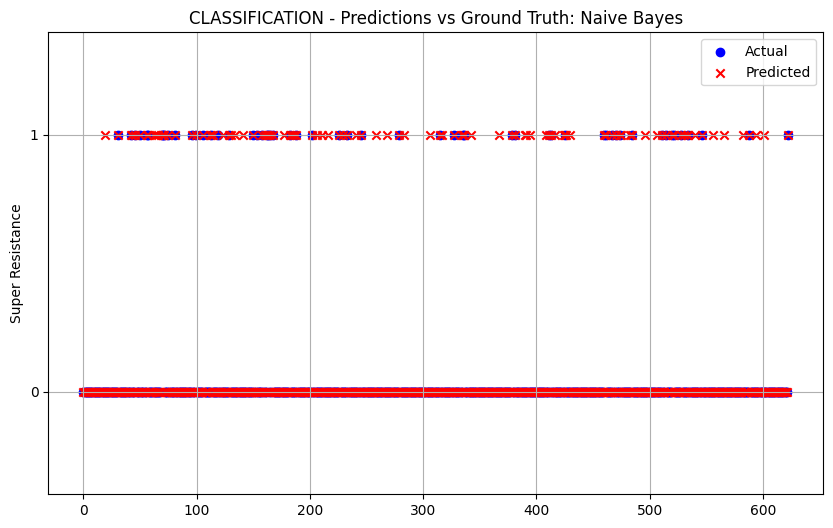 CLASSIFICATION - Predictions vs Ground Truth: Naive Bayes
Actual
Predicted
1
Super Resistance
0
0 100 200 300 400 500 600